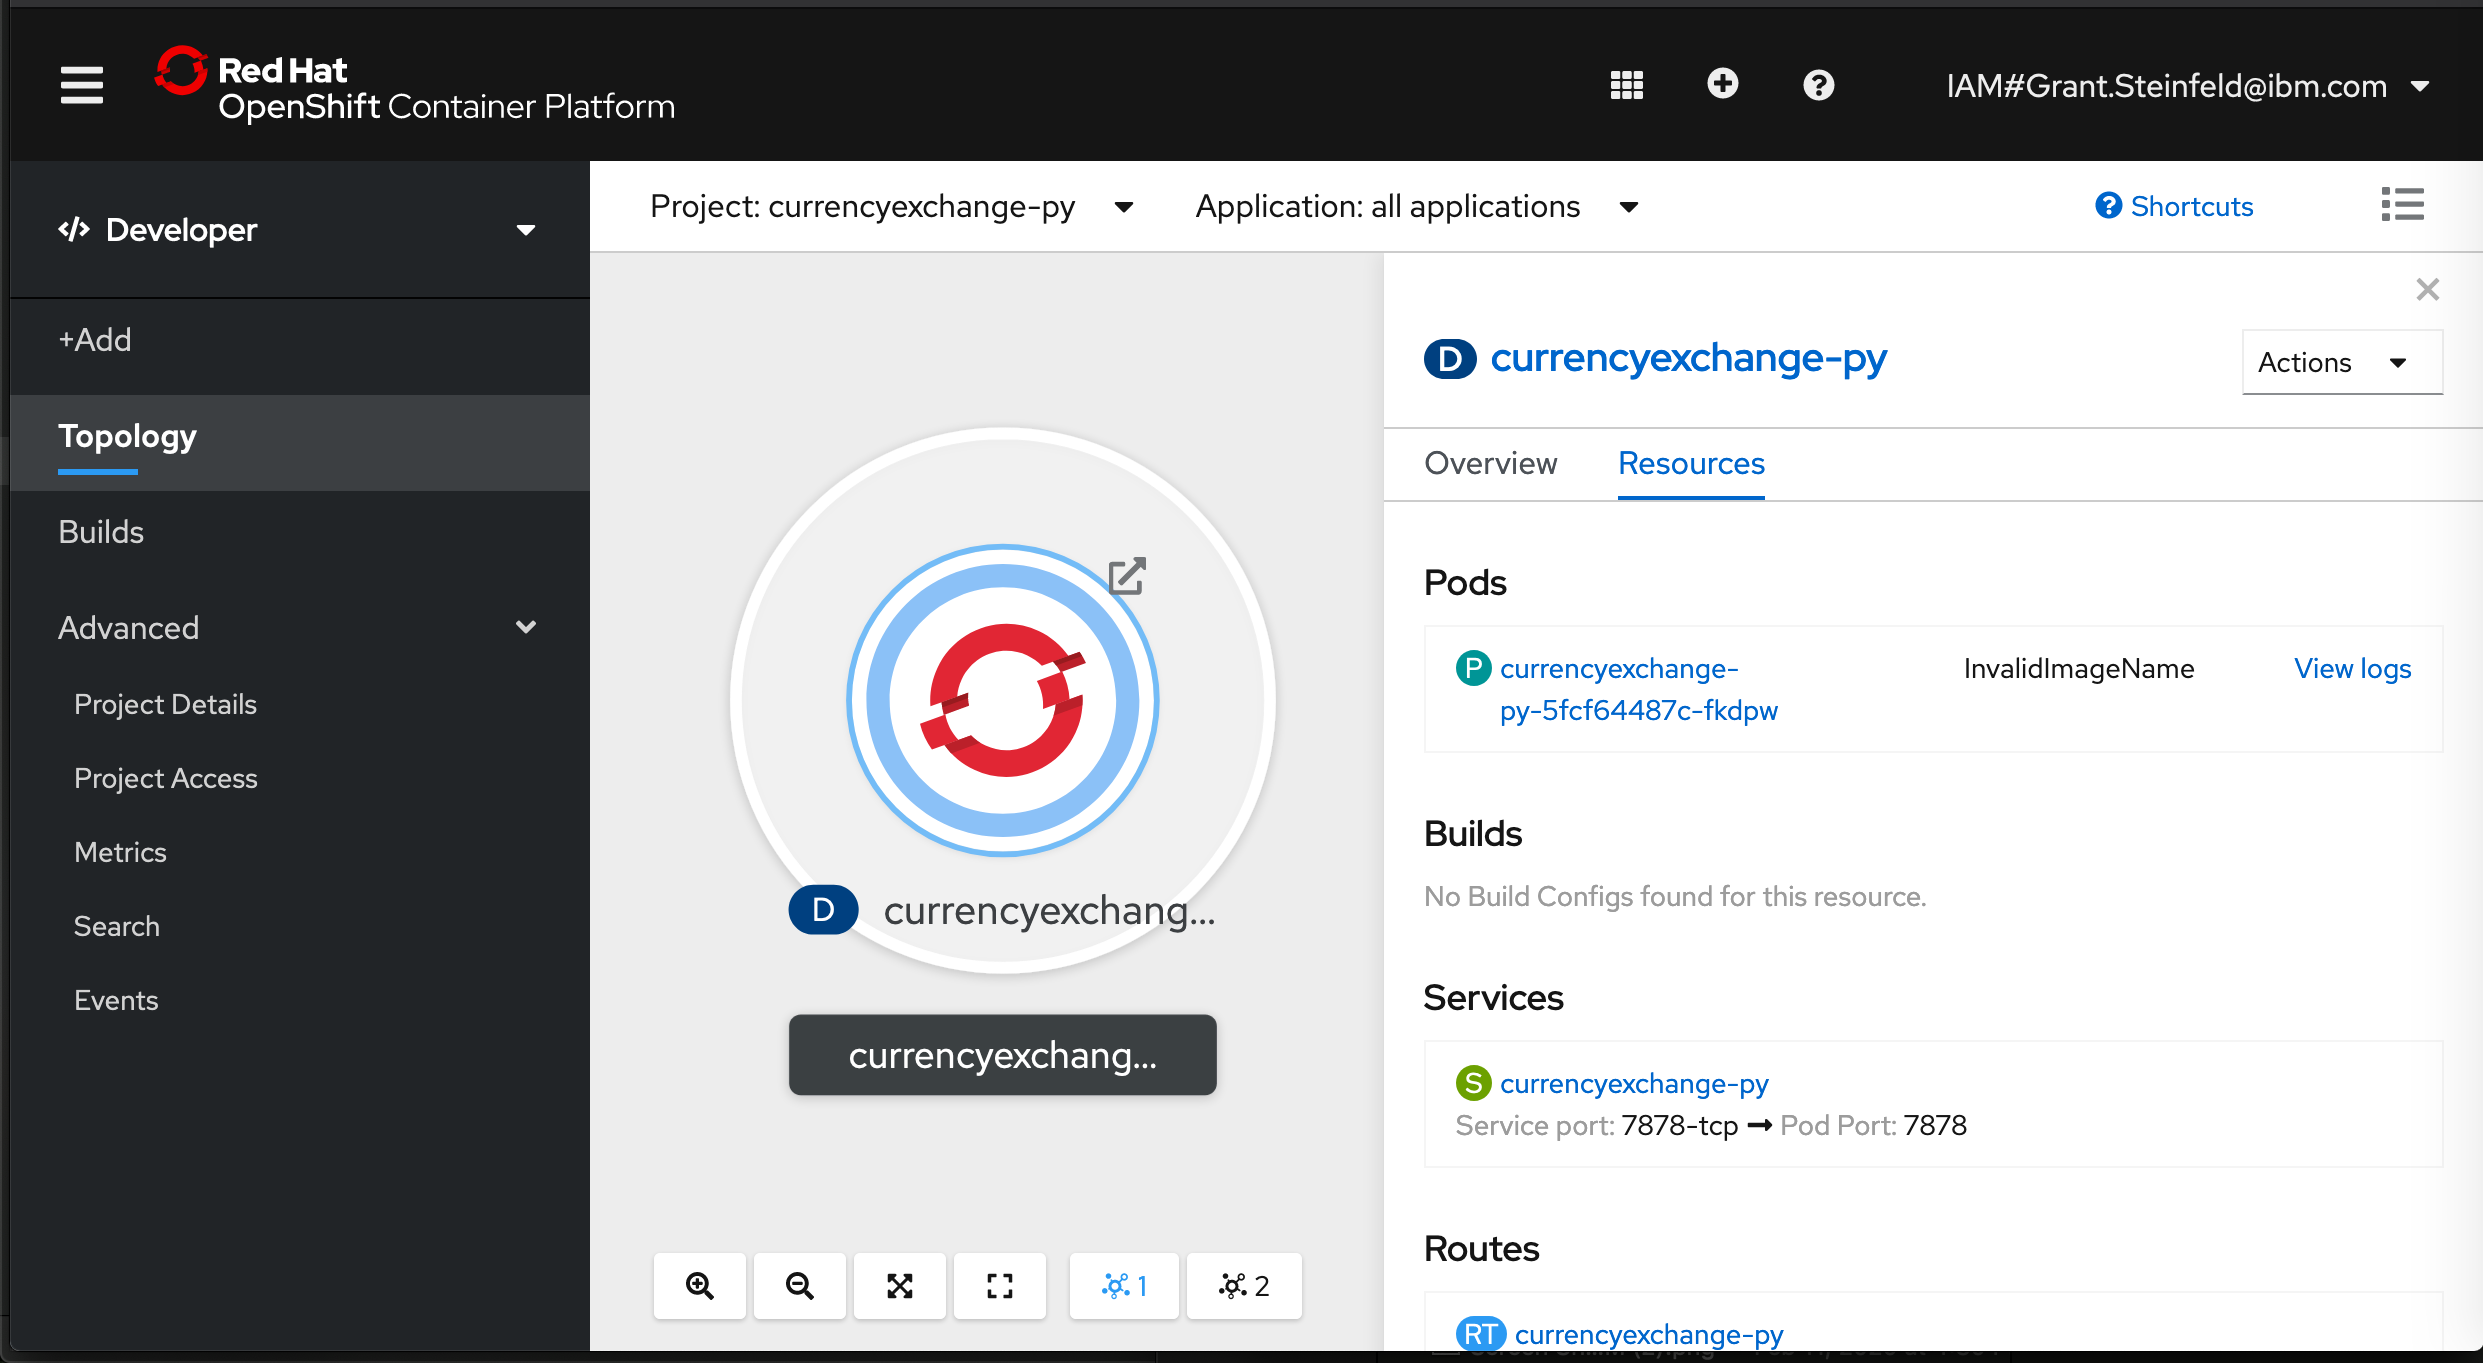 Red Hat
OpenShift Container Platform
IAM#Grant.Steinfeld@ibm.com
Developer
+Add
Topology
Builds
Advanced
Project Details
Project Access
Metrics
Search
Events
Project: currencyexchange-py
Application: all applications
Shortcuts
D currencyexchang...
currencyexchang...
1
2
D currencyexchange-py
Actions
Overview
Resources
Pods
P currencyexchange-
py-5fcf64487c-fkdpw
InvalidImageName
View logs
Builds
No Build Configs found for this resource.
Services
S currencyexchange-py
Service port: 7878-tcp ➞ Pod Port: 7878
Routes
RT currencyexchange-py